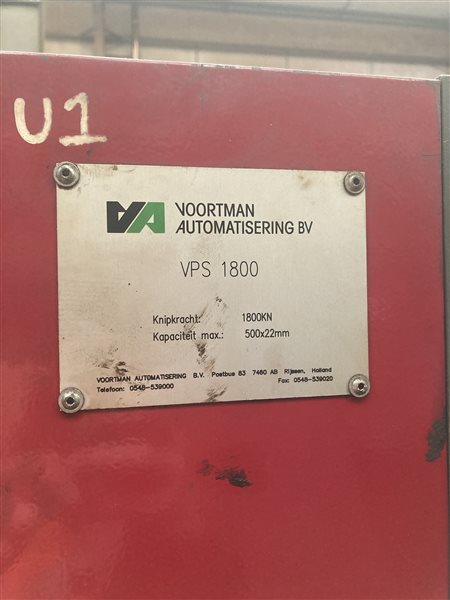 U1
VOORTMAN
AUTOMATISERING BV
VPS 1800
Knipkracht: 1800KN
Kapaciteit max.: 500x22mm
VOORTMAN AUTOMATISERING B.V. Postbus 83 7460 AB Rijssen, Holland
Telefoon: 0548-539000 Fax: 0548-539020